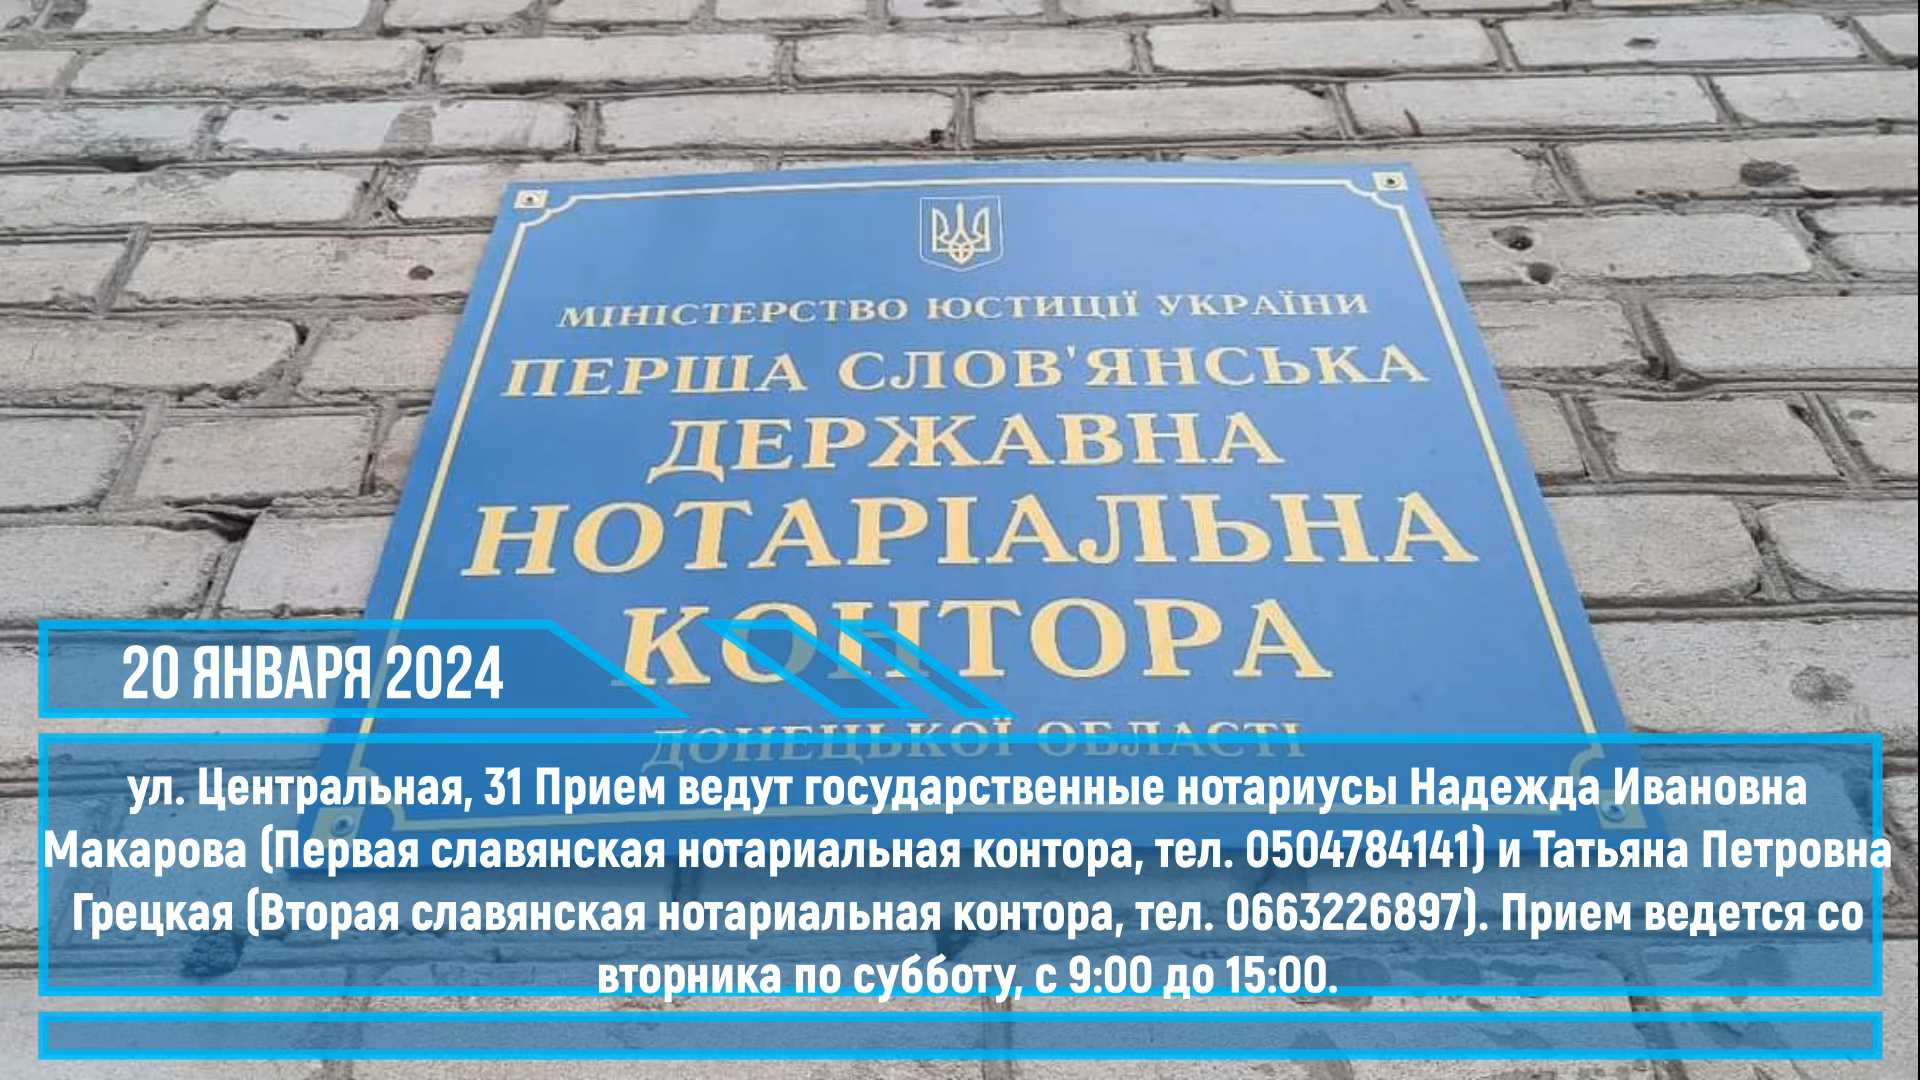 МІНІСТЕРСТВО ЮСТИЦІЇ УКРАЇНИ
ПЕРША СЛОВ'ЯНСЬКА
ДЕРЖАВНА
НОТАРІАЛЬНА
КОНТОРА
ДОНЕЦЬКОЇ ОБЛАСТІ
20 ЯНВАРЯ 2024
ул. Центральная, 31 Прием ведут государственные нотариусы Надежда Ивановна
Макарова (Первая славянская нотариальная контора, тел. 0504784141) и Татьяна Петровна
Грецкая (Вторая славянская нотариальная контора, тел. 0663226897). Прием ведется со
вторника по субботу, с 9:00 до 15:00.